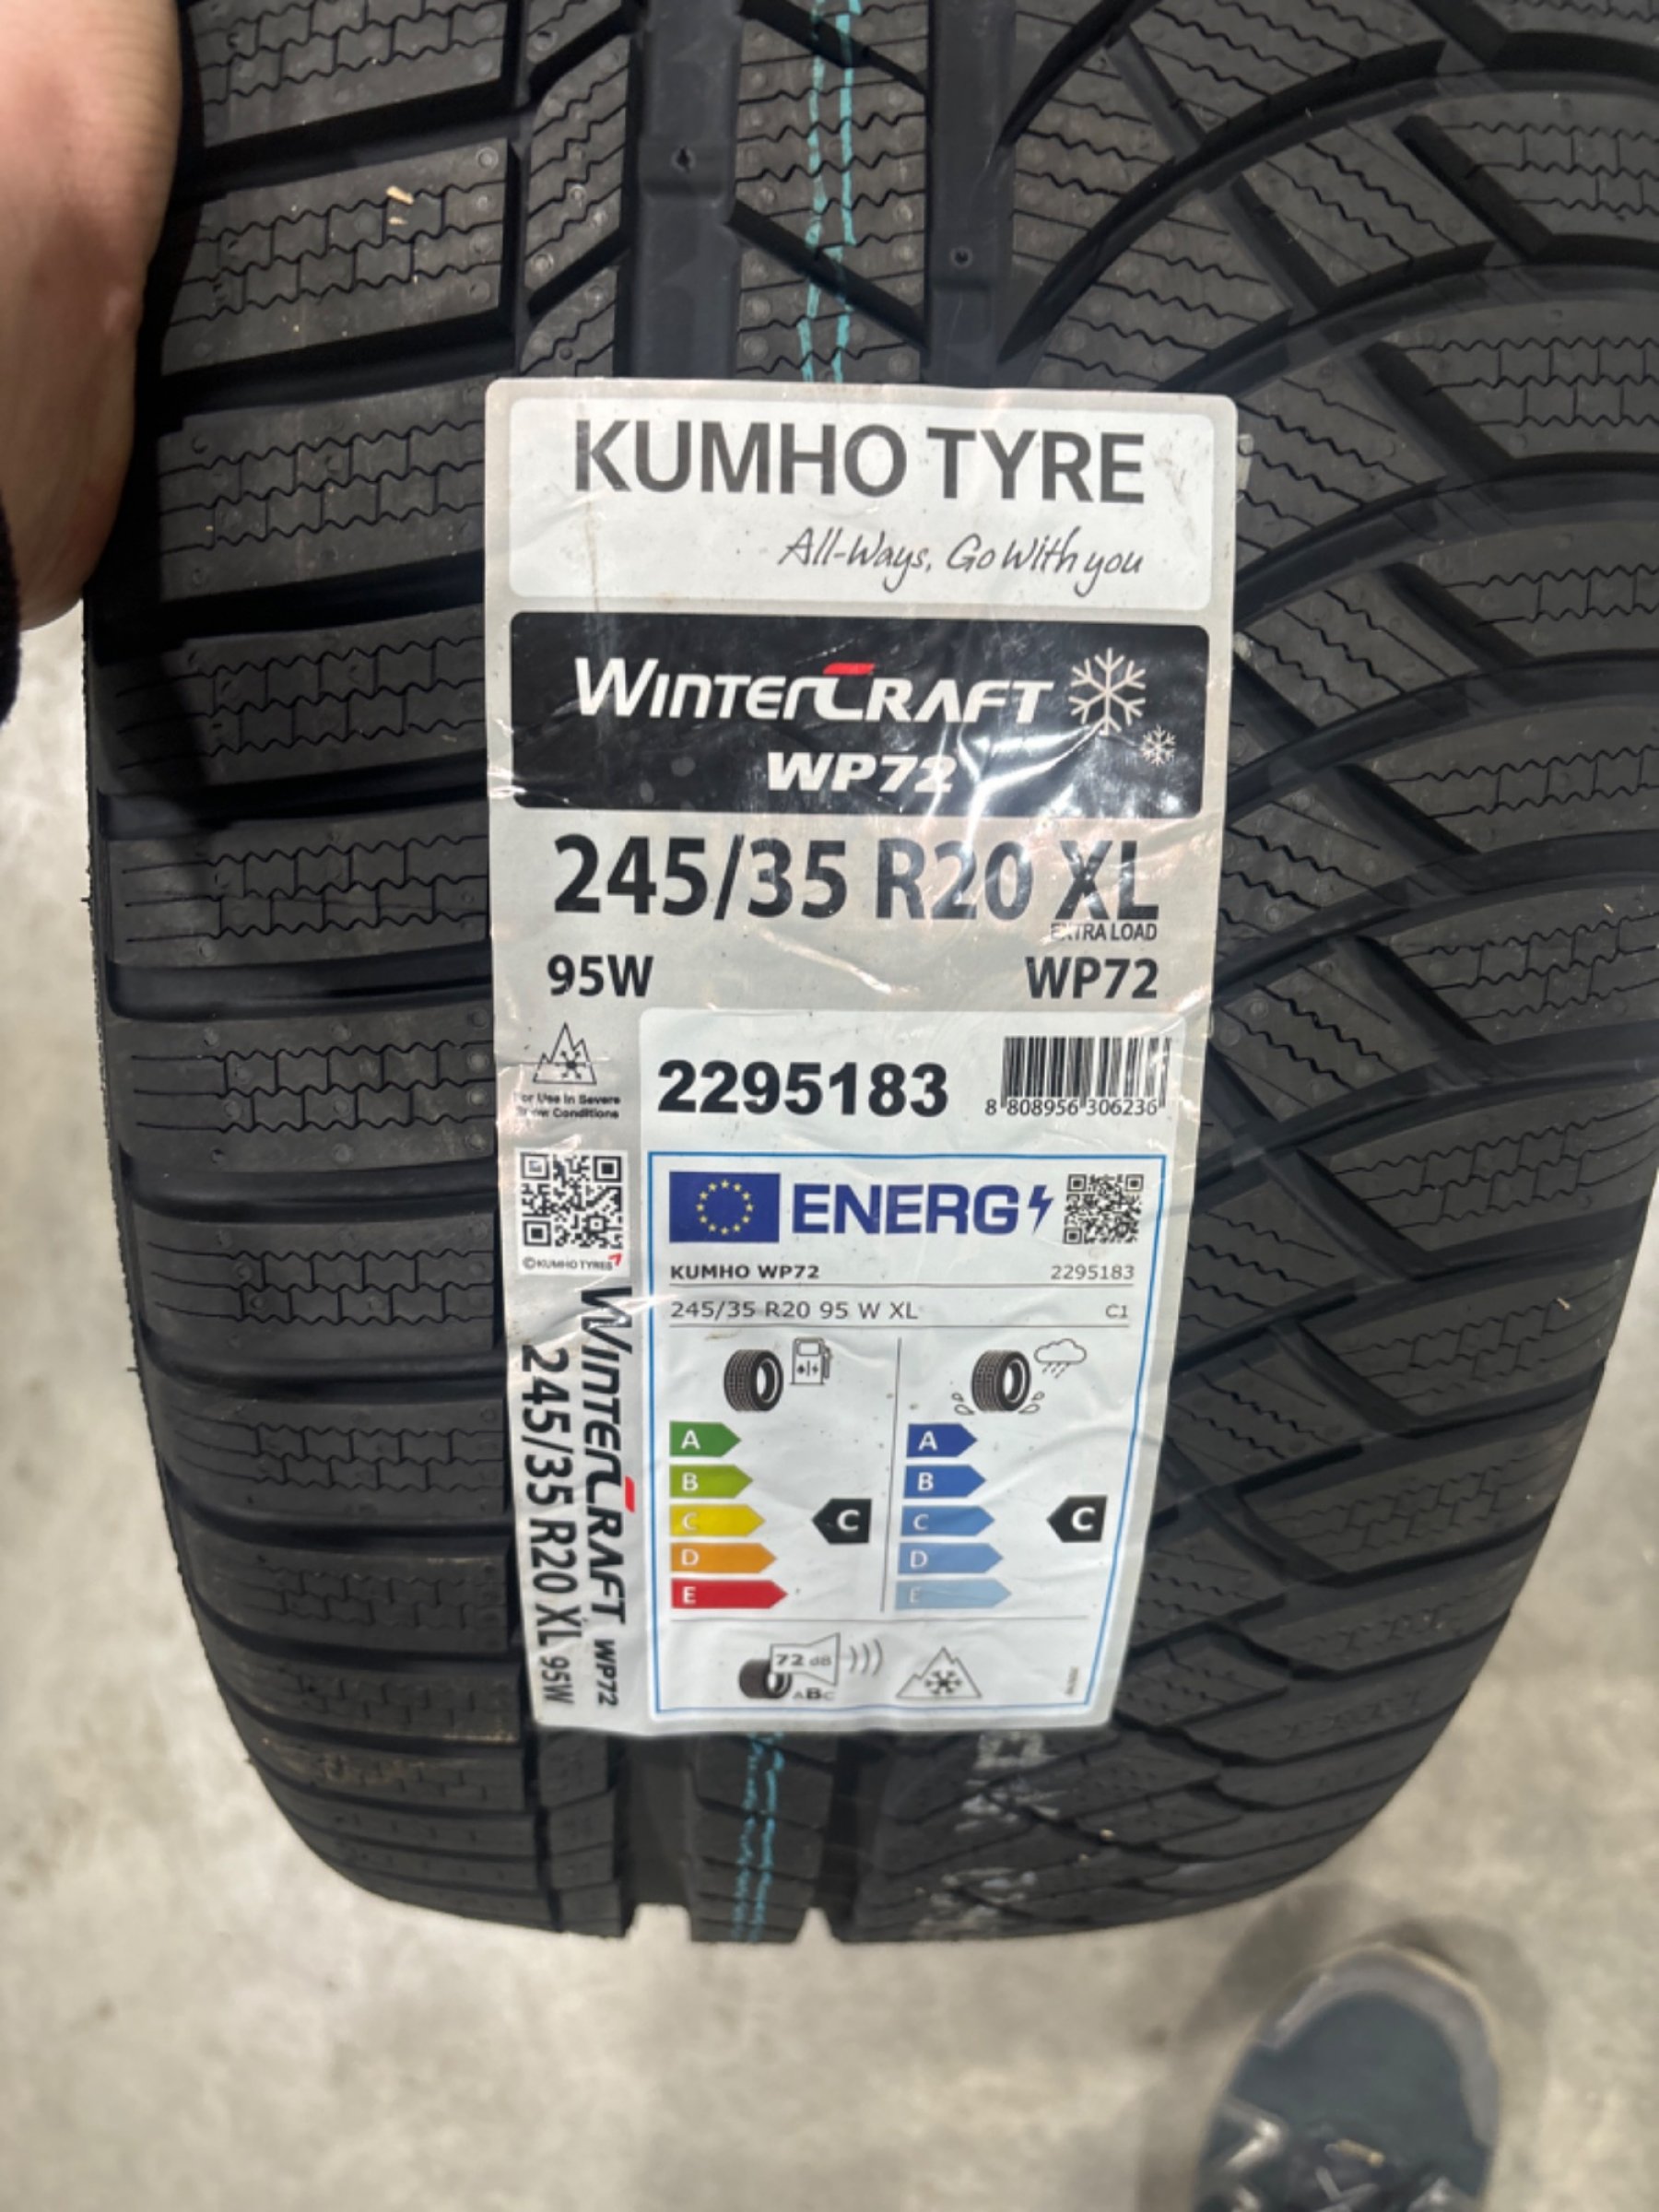 KUMHO TYRE
All-Ways, Go With you
WINTERCRAFT
WP72
245/35 R20 XL
EXTRA LOAD
95W WP72
For Use In Severe
Snow Conditions
2295183
8 808956 306236
©KUMHO TYRES
ENERG
KUMHO WP72 2295183
245/35 R20 95 W XL C1
A A
B B
C C C C
D D
E E
72 dB
ABC
WINTERCRAFT WP72
245/35 R20 XL 95W